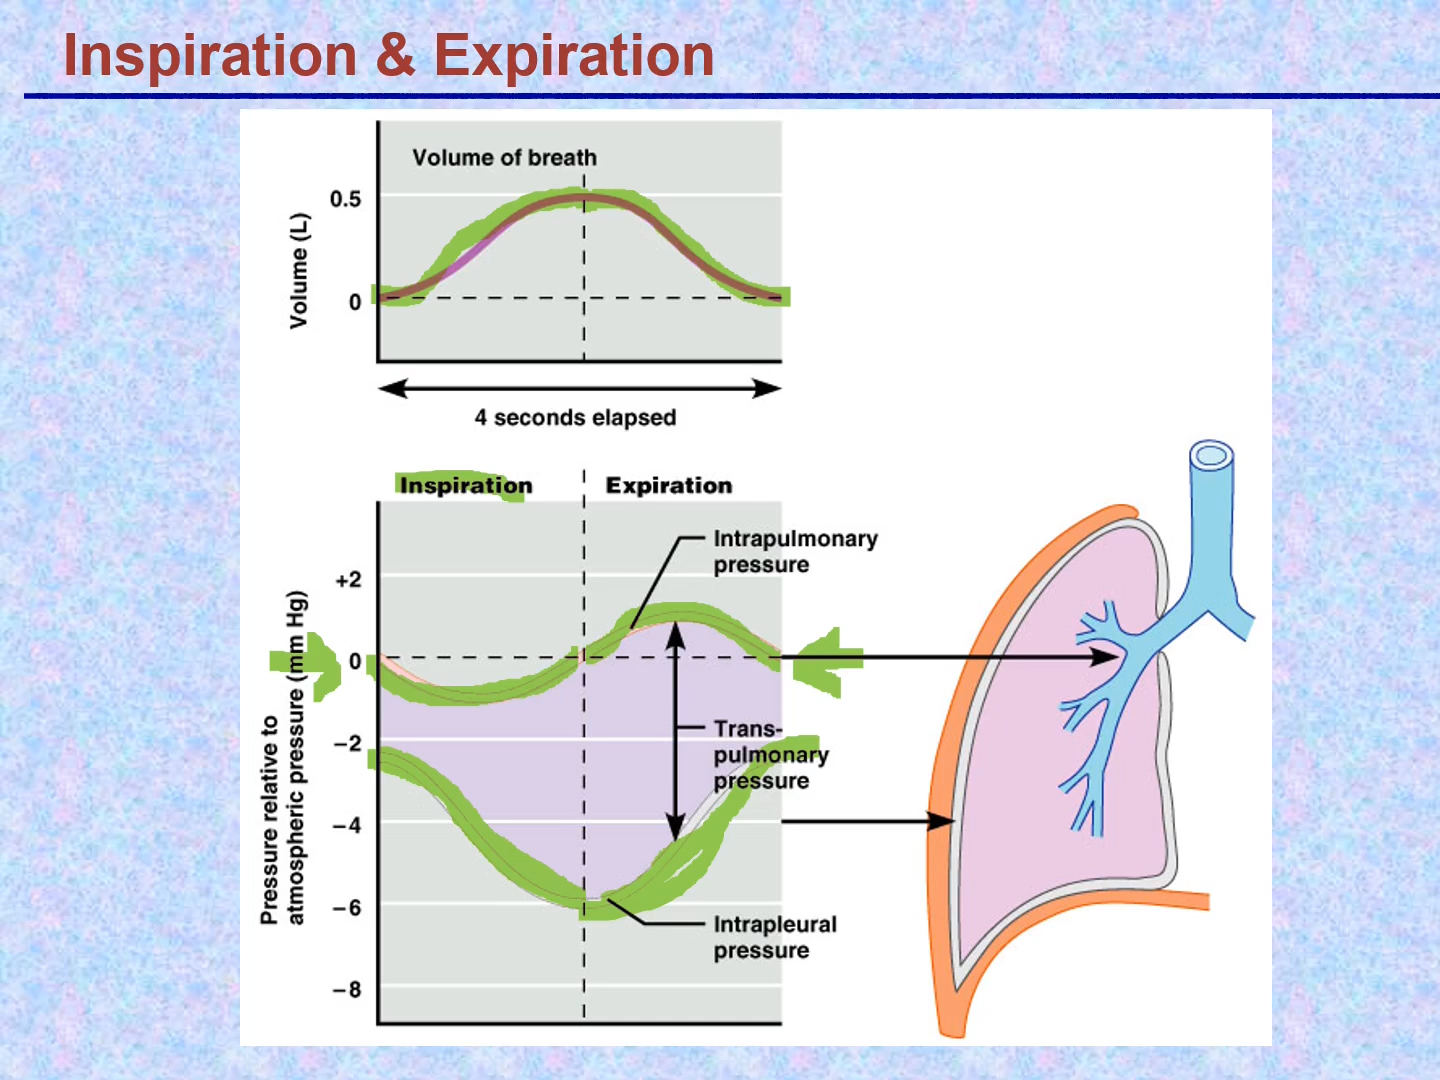 Inspiration & Expiration
Volume of breath
0.5
Volume (L)
0
4 seconds elapsed
Inspiration
Expiration
Intrapulmonary
pressure
+2
0
Pressure relative to
atmospheric pressure (mm Hg)
−2
Trans-
pulmonary
pressure
−4
−6
Intrapleural
pressure
−8